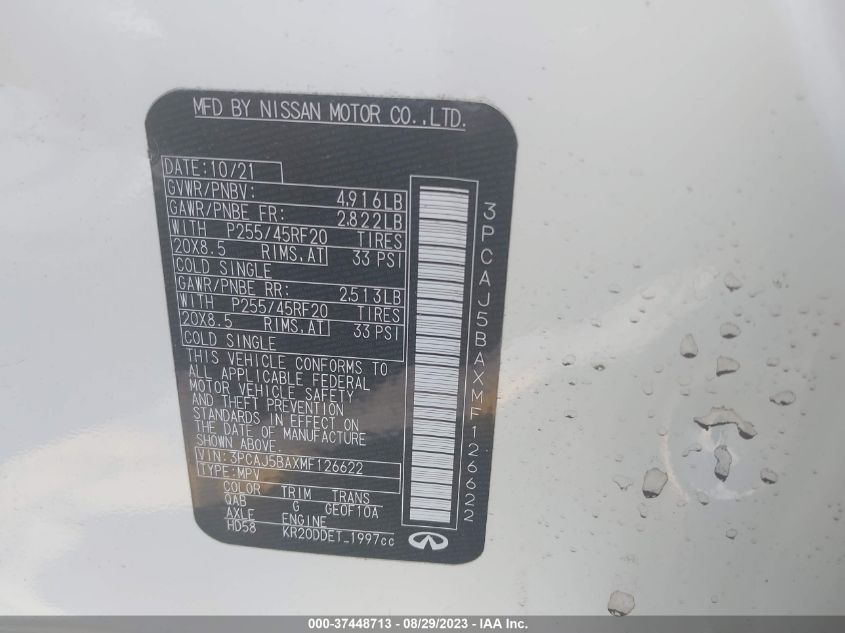 MFD BY NISSAN MOTOR CO.,LTD.
DATE:10/21
GVWR/PNBV: 4,916LB
GAWR/PNBE FR: 2,822LB
WITH P255/45RF20 TIRES
20X8.5 RIMS,AT 33 PSI
COLD SINGLE
GAWR/PNBE RR: 2,513LB
WITH P255/45RF20 TIRES
20X8.5 RIMS,AT 33 PSI
COLD SINGLE
THIS VEHICLE CONFORMS TO
ALL APPLICABLE FEDERAL
MOTOR VEHICLE SAFETY
AND THEFT PREVENTION
STANDARDS IN EFFECT ON
THE DATE OF MANUFACTURE
SHOWN ABOVE.
VIN: 3PCAJ5BAXMF126622
TYPE: MPV
COLOR TRIM TRANS
QAB G GE0F10A
AXLE ENGINE
HD58 KR20DDET 1997cc
3PCAJ5BAXMF126622
000-37448713 - 08/29/2023 - IAA Inc.